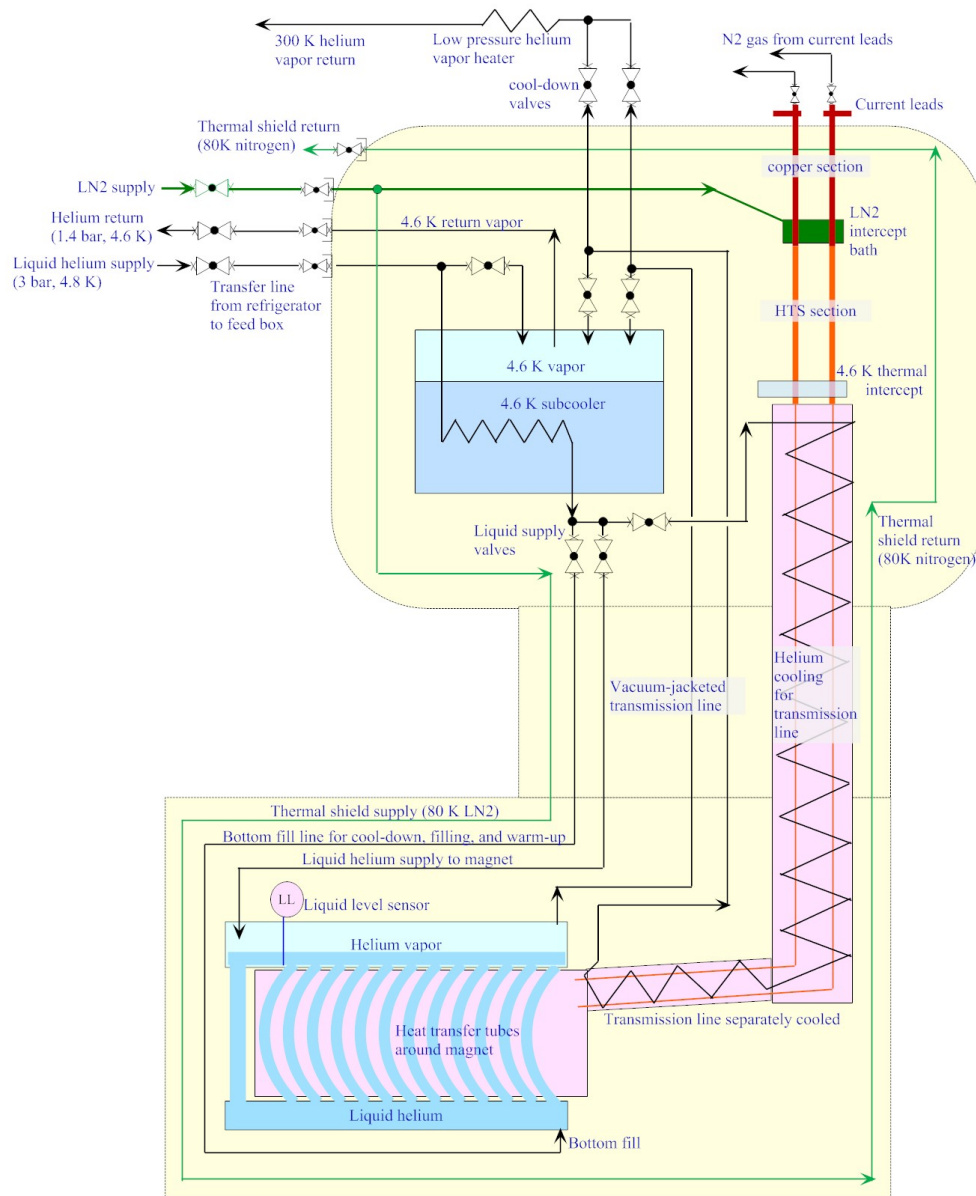 N2 gas from current leads
300 K helium
vapor return
Low pressure helium
vapor heater
cool-down
valves
Current leads
Thermal shield return
(80K nitrogen)
copper section
LN2 supply
Helium return
(1.4 bar, 4.6 K)
4.6 K return vapor
LN2
intercept
bath
Liquid helium supply
(3 bar, 4.8 K)
Transfer line
from refrigerator
to feed box
HTS section
4.6 K vapor
4.6 K thermal
intercept
4.6 K subcooler
Liquid supply
valves
Thermal
shield return
(80K nitrogen)
Helium
cooling
for
transmission
line
Vacuum-jacketed
transmission line
Thermal shield supply (80 K LN2)
Bottom fill line for cool-down, filling, and warm-up
Liquid helium supply to magnet
LL
Liquid level sensor
Helium vapor
Heat transfer tubes
around magnet
Transmission line separately cooled
Liquid helium
Bottom fill